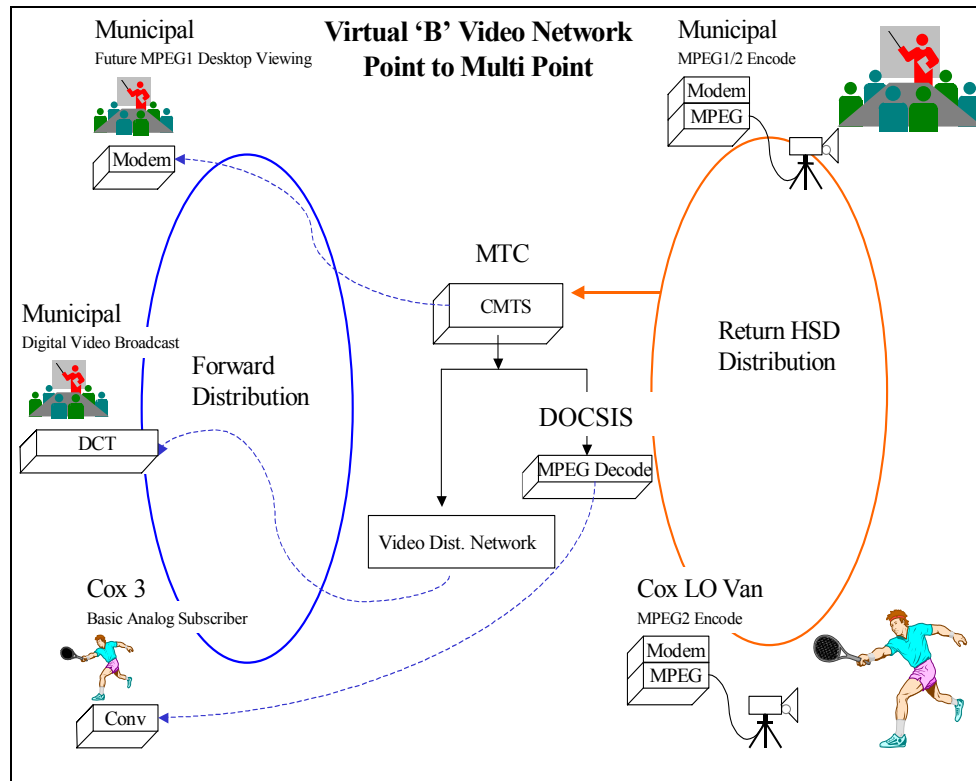 Municipal
Future MPEG1 Desktop Viewing
Modem
Virtual ‘B’ Video Network
Point to Multi Point
Municipal
MPEG1/2 Encode
Modem
MPEG
MTC
CMTS
Municipal
Digital Video Broadcast
DCT
Forward
Distribution
Return HSD
Distribution
DOCSIS
MPEG Decode
Video Dist. Network
Cox 3
Basic Analog Subscriber
Conv
Cox LO Van
MPEG2 Encode
Modem
MPEG